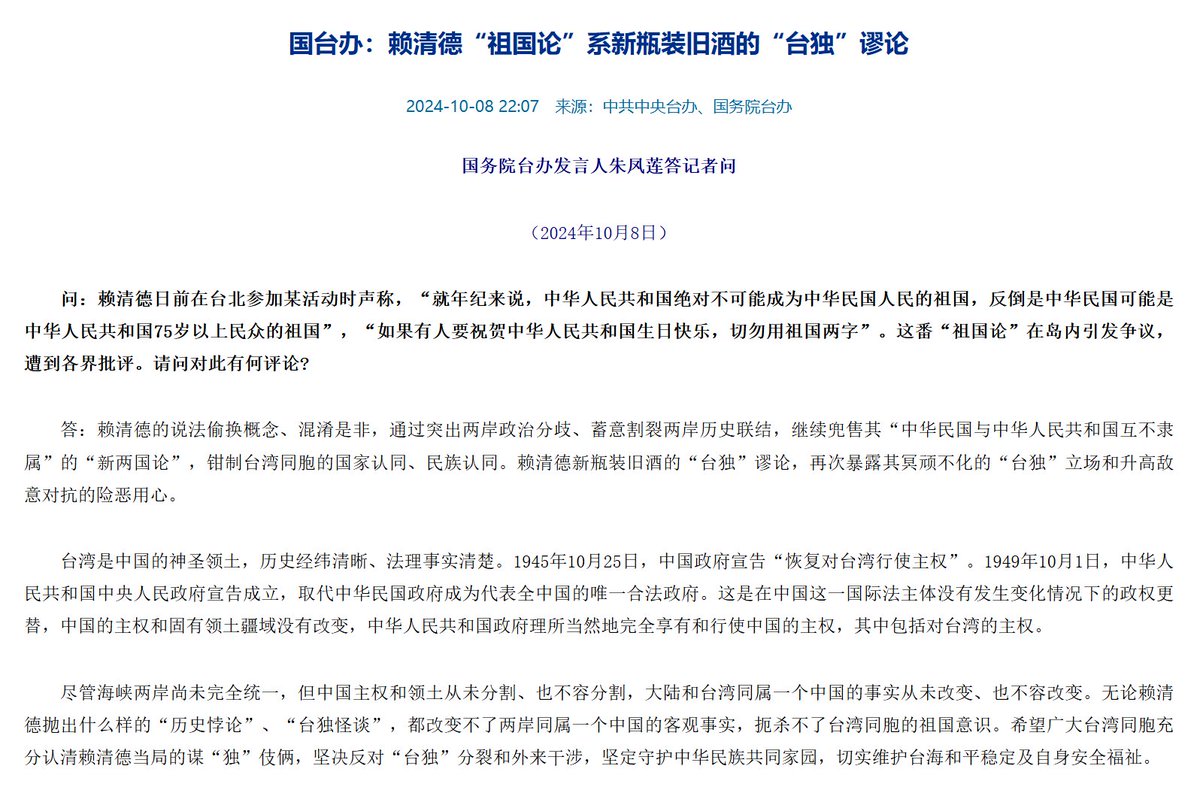 国台办：赖清德“祖国论”系新瓶装旧酒的“台独”谬论
2024-10-08 22:07 来源：中共中央台办、国务院台办
国务院台办发言人朱凤莲答记者问
（2024年10月8日）
问：赖清德日前在台北参加某活动时声称，“就年纪来说，中华人民共和国绝对不可能成为中华民国人民的祖国，反倒是中华民国可能是
中华人民共和国75岁以上民众的祖国”，“如果有人要祝贺中华人民共和国生日快乐，切勿用祖国两字”。这番“祖国论”在岛内引发争议，
遭到各界批评。请问对此有何评论?
答：赖清德的说法偷换概念、混淆是非，通过突出两岸政治分歧、蓄意割裂两岸历史联结，继续兜售其“中华民国与中华人民共和国互不隶
属”的“新两国论”，钳制台湾同胞的国家认同、民族认同。赖清德新瓶装旧酒的“台独”谬论，再次暴露其冥顽不化的“台独”立场和升高敌
意对抗的险恶用心。
台湾是中国的神圣领土，历史经纬清晰、法理事实清楚。1945年10月25日，中国政府宣告“恢复对台湾行使主权”。1949年10月1日，中华人
民共和国中央人民政府宣告成立，取代中华民国政府成为代表全中国的唯一合法政府。这是在中国这一国际法主体没有发生变化情况下的政权更
替，中国的主权和固有领土疆域没有改变，中华人民共和国政府理所当然地完全享有和行使中国的主权，其中包括对台湾的主权。
尽管海峡两岸尚未完全统一，但中国主权和领土从未分割、也不容分割，大陆和台湾同属一个中国的事实从未改变、也不容改变。无论赖清
德抛出什么样的“历史悖论”、“台独怪谈”，都改变不了两岸同属一个中国的客观事实，扼杀不了台湾同胞的祖国意识。希望广大台湾同胞充
分认清赖清德当局的谋“独”伎俩，坚决反对“台独”分裂和外来干涉，坚定守护中华民族共同家园，切实维护台海和平稳定及自身安全福祉。